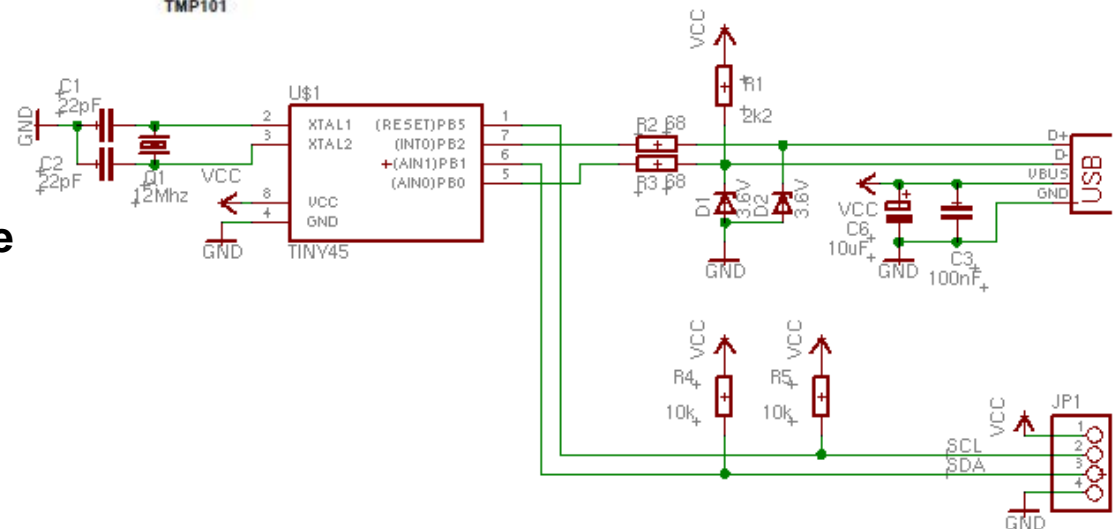 TMP101
e
C1
22pF
GND
C2
22pF
Q1
12Mhz
VCC
GND
U$1
2 XTAL1
3 XTAL2
8 VCC
4 GND
(RESET)PB5 1
(INT0)PB2 7
(AIN1)PB1 6
(AIN0)PB0 5
TINY45
VCC
R1
2k2
R2 68
R3 68
D1 3.6V
D2 3.6V
GND
D+
D-
VBUS
GND
USB
VCC
C6
10uF
GND
C3
100nF
VCC
R4
10k
VCC
R5
10k
SCL
SDA
JP1
VCC
1
2
3
4
GND